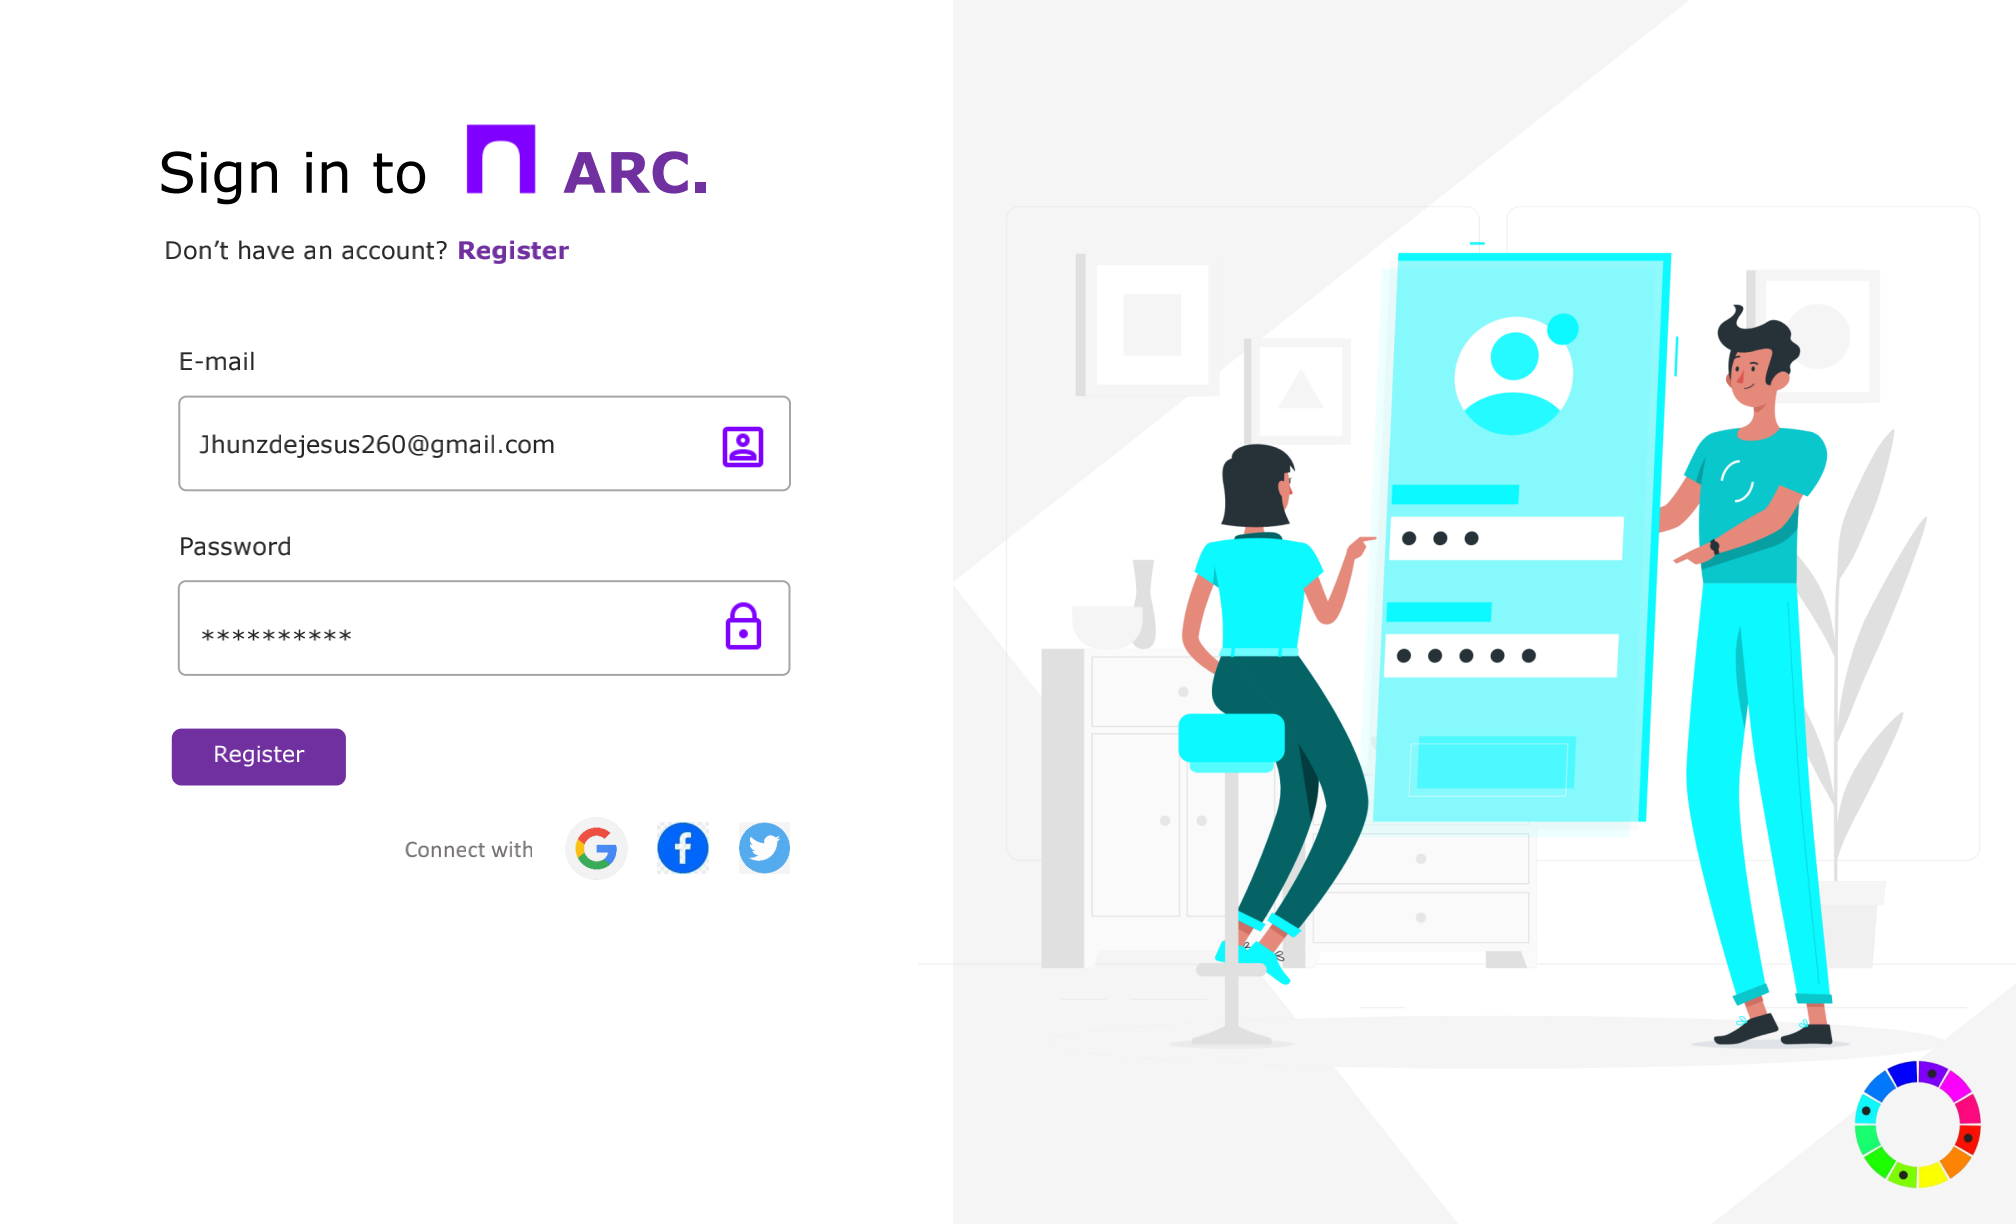 Sign in to ARC.
Don’t have an account? Register
E-mail
Jhunzdejesus260@gmail.com
Password
**********
Register
Connect with